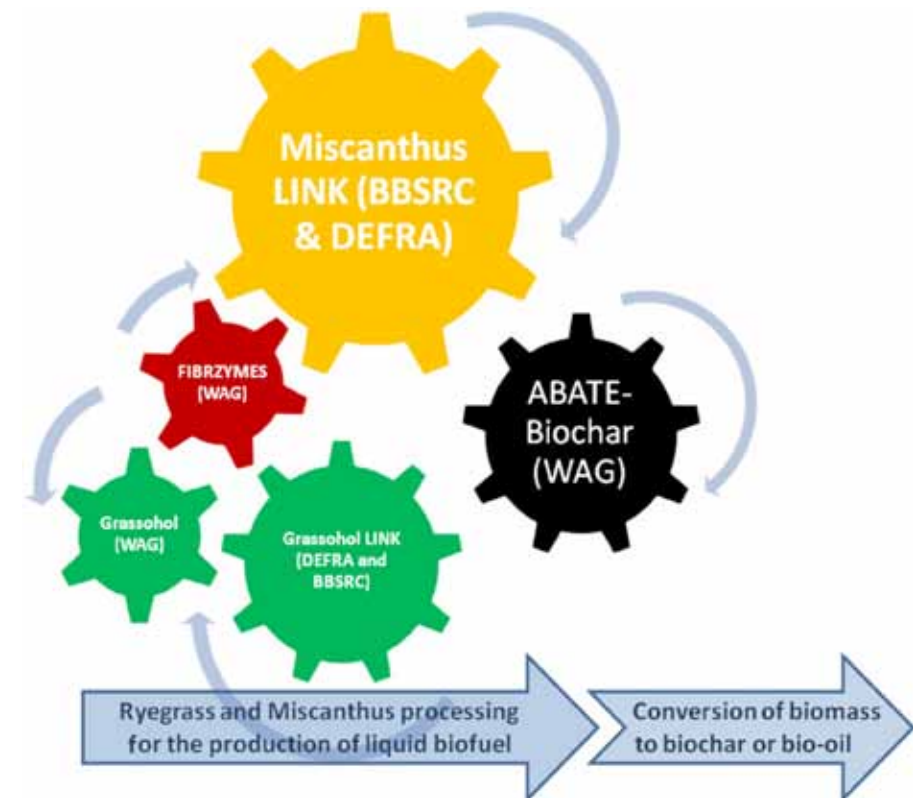 Miscanthus
LINK (BBSRC
& DEFRA)
FIBRZYMES
(WAG)
ABATE-
Biochar
(WAG)
Grassohol
(WAG)
Grassohol LINK
(DEFRA and
BBSRC)
Ryegrass and Miscanthus processing
for the production of liquid biofuel
Conversion of biomass
to biochar or bio-oil